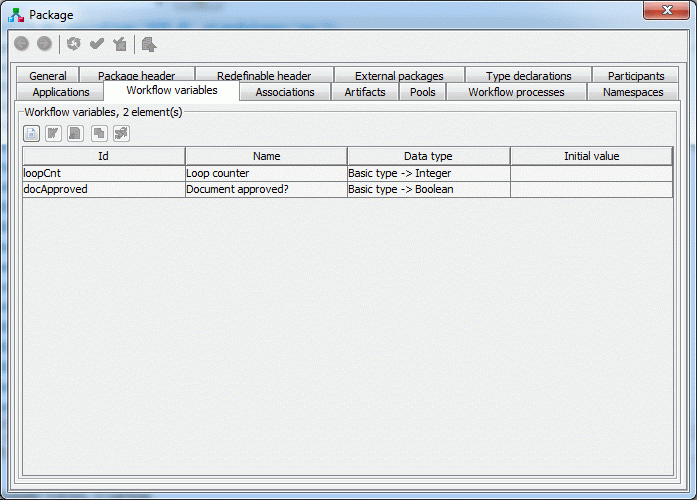 Package
General Package header Redefinable header External packages Type declarations Participants
Applications Workflow variables Associations Artifacts Pools Workflow processes Namespaces
Workflow variables, 2 element(s)
Id Name Data type Initial value
loopCnt Loop counter Basic type -> Integer
docApproved Document approved? Basic type -> Boolean